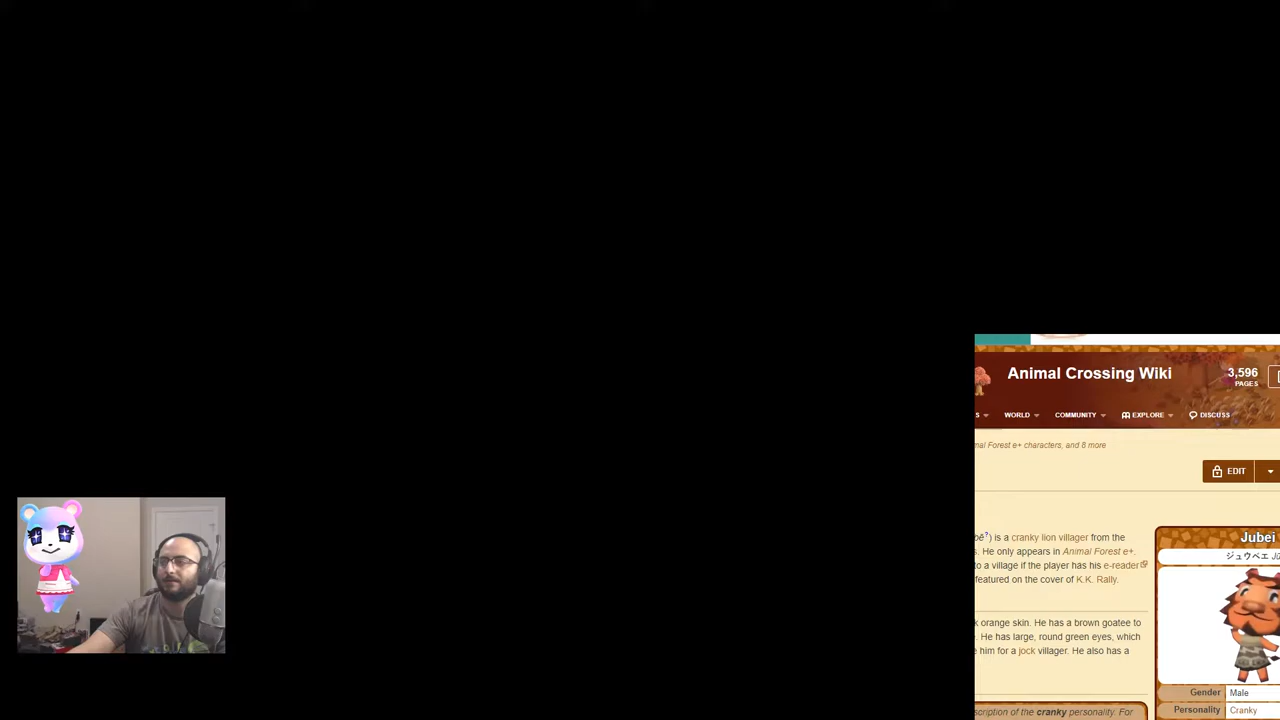 Animal Crossing Wiki
3,596
PAGES
WORLD
COMMUNITY
EXPLORE
DISCUSS
Forest e+ characters, and 8 more
EDIT
) is a cranky lion villager from the
. He only appears in Animal Forest e+.
to a village if the player has his e-reader
featured on the cover of K.K. Rally.
Jubei
ジュウベエ
orange skin. He has a brown goatee to
. He has large, round green eyes, which
him for a jock villager. He also has a
Gender Male
Personality Cranky
of the cranky personality. For